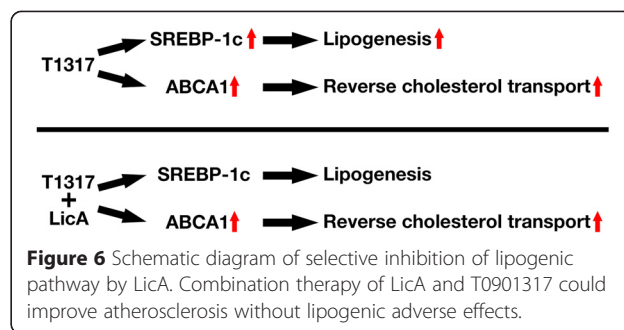 SREBP-1c Lipogenesis
T1317
ABCA1 Reverse cholesterol transport
SREBP-1c Lipogenesis
T1317
+
LicA
ABCA1 Reverse cholesterol transport
Figure 6 Schematic diagram of selective inhibition of lipogenic
pathway by LicA. Combination therapy of LicA and T0901317 could
improve atherosclerosis without lipogenic adverse effects.